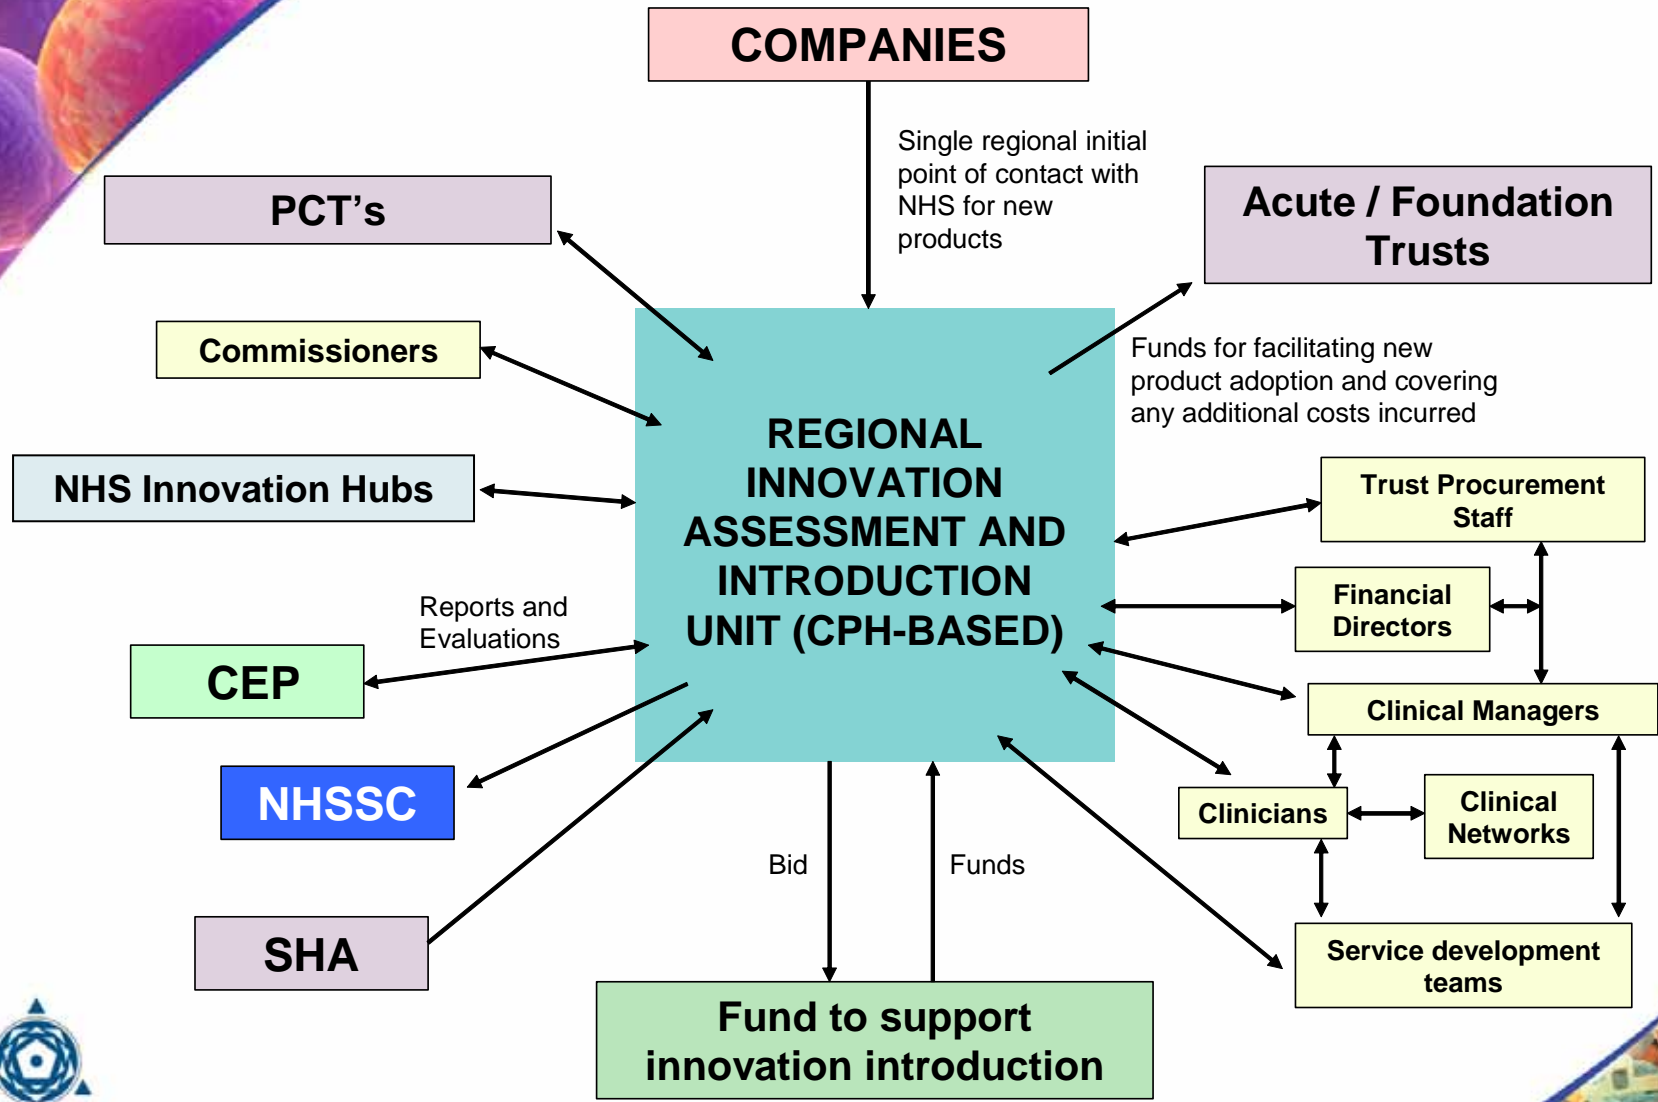 COMPANIES
Single regional initial
point of contact with
NHS for new
products
PCT’s
Acute / Foundation
Trusts
Commissioners
Funds for facilitating new
product adoption and covering
any additional costs incurred
NHS Innovation Hubs
REGIONAL
INNOVATION
ASSESSMENT AND
INTRODUCTION
UNIT (CPH-BASED)
Trust Procurement
Staff
Financial
Directors
Reports and
Evaluations
CEP
Clinical Managers
NHSSC
Clinicians
Clinical
Networks
Bid
Funds
SHA
Service development
teams
Fund to support
innovation introduction